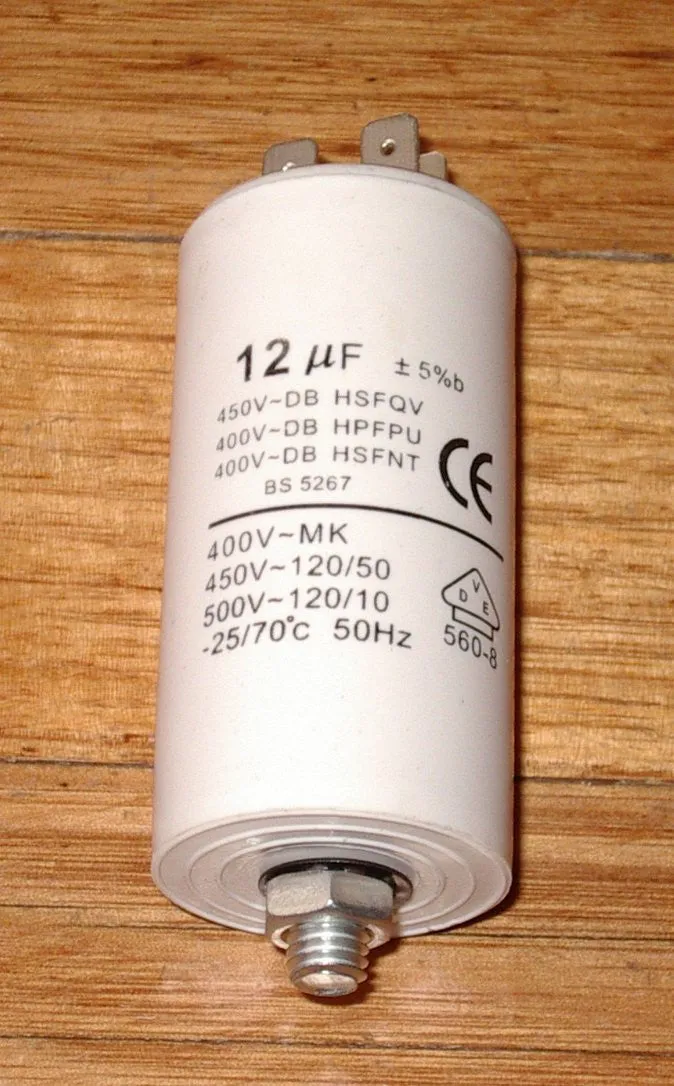 12 µF ± 5%b
450V~DB HSFQV
400V~DB HPFPU
400V~DB HSFNT
CE
BS 5267
400V~MK
450V~120/50
500V~120/10
-25/70°C 50Hz
DVE
560-8